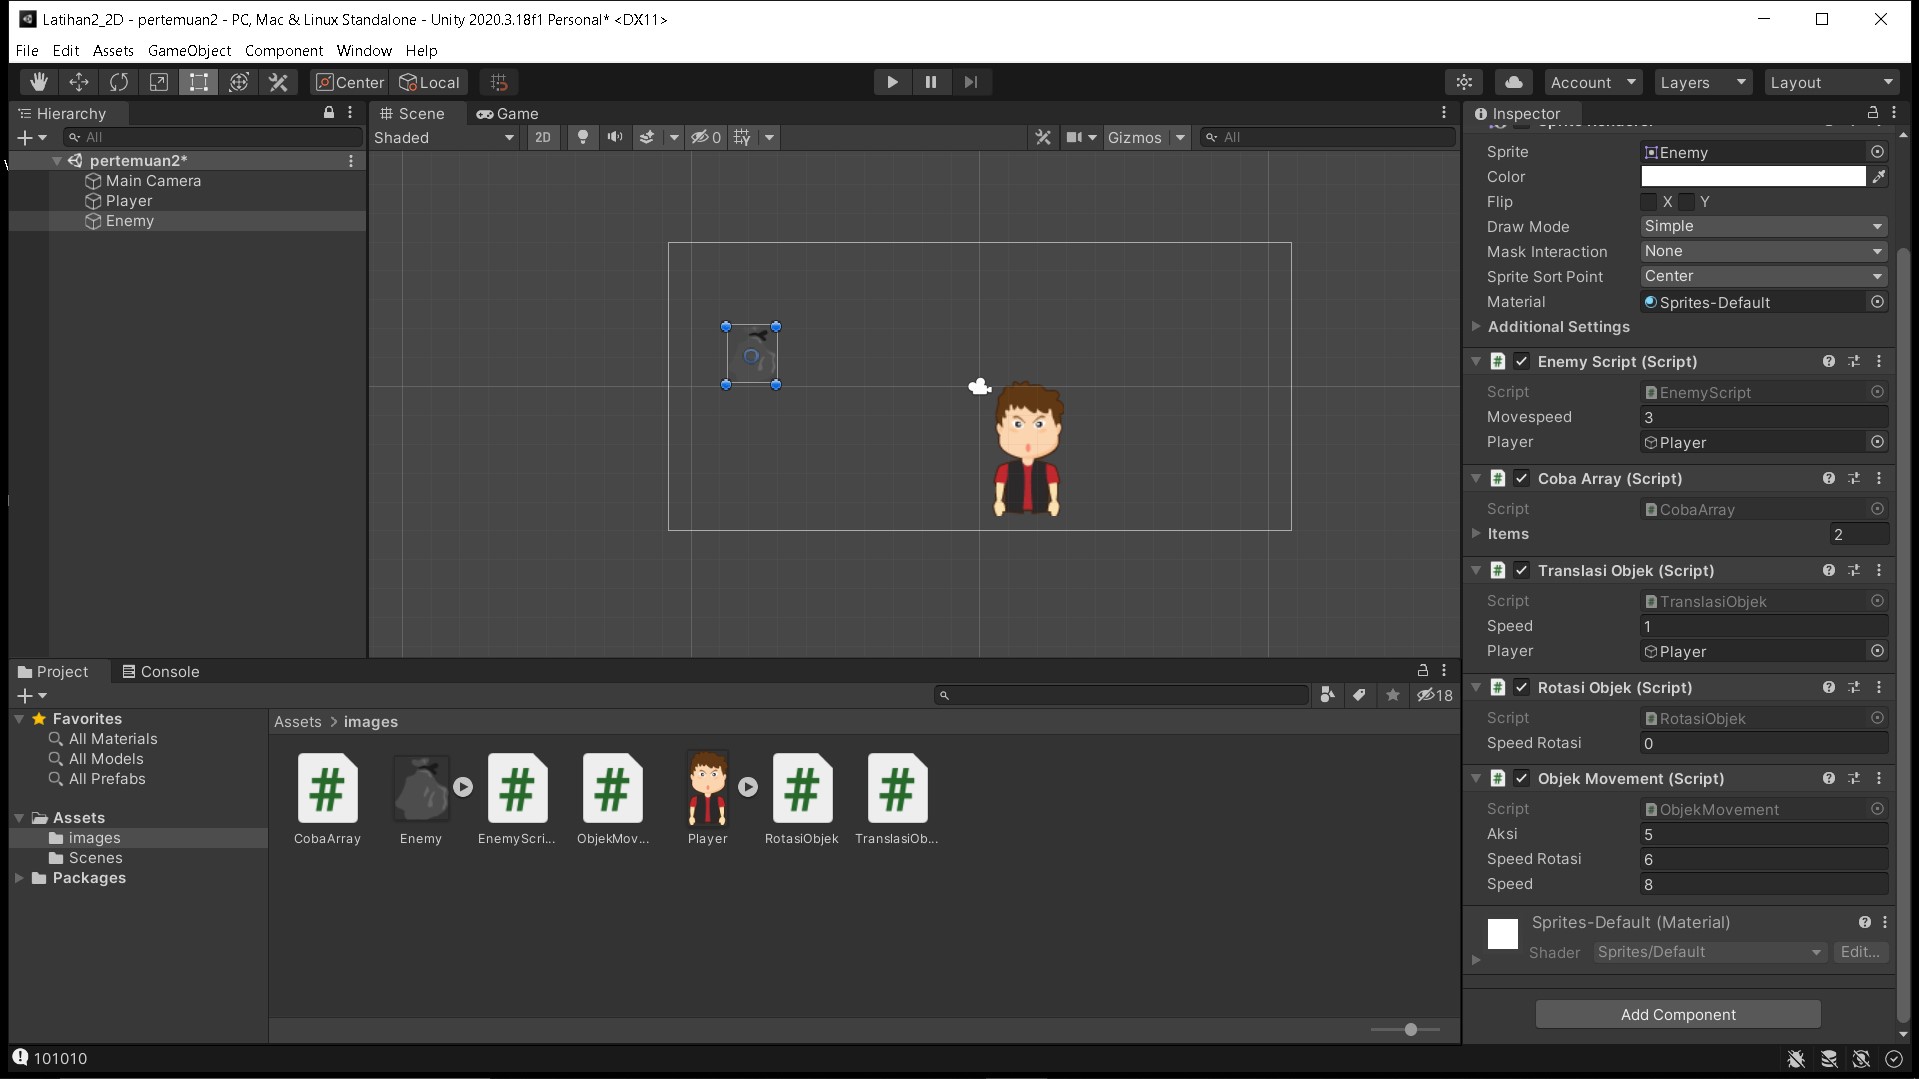 Latihan2_2D - pertemuan2 - PC, Mac & Linux Standalone - Unity 2020.3.18f1 Personal* <DX11>
File Edit Assets GameObject Component Window Help
Center Local Account Layers Layout
Hierarchy
All
pertemuan2*
Main Camera
Player
Enemy
Scene Game
Shaded 2D 0 Gizmos All
Inspector
Sprite Renderer
Sprite Enemy
Color
Flip X Y
Draw Mode Simple
Mask Interaction None
Sprite Sort Point Center
Material Sprites-Default
Additional Settings
Enemy Script (Script)
Script EnemyScript
Movespeed 3
Player Player
Coba Array (Script)
Script CobaArray
Items 2
Translasi Objek (Script)
Script TranslasiObjek
Speed 1
Player Player
Rotasi Objek (Script)
Script RotasiObjek
Speed Rotasi 0
Objek Movement (Script)
Script ObjekMovement
Aksi 5
Speed Rotasi 6
Speed 8
Sprites-Default (Material)
Shader Sprites/Default Edit...
Add Component
Project Console
18
Favorites
All Materials
All Models
All Prefabs
Assets
images
Scenes
Packages
Assets > images
CobaArray Enemy EnemyScri... ObjekMov... Player RotasiObjek TranslasiOb...
101010